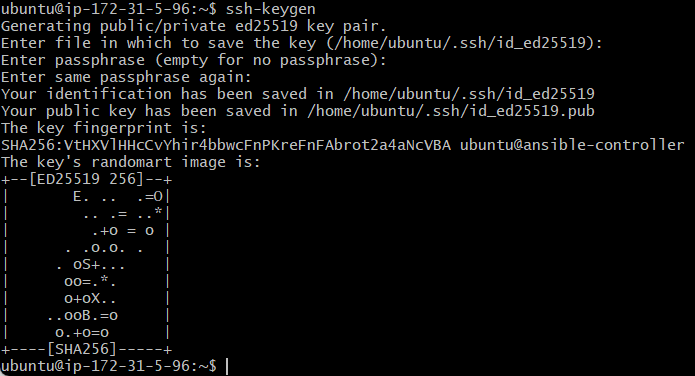 ubuntu@ip-172-31-5-96:~$ ssh-keygen
Generating public/private ed25519 key pair.
Enter file in which to save the key (/home/ubuntu/.ssh/id_ed25519):
Enter passphrase (empty for no passphrase):
Enter same passphrase again:
Your identification has been saved in /home/ubuntu/.ssh/id_ed25519
Your public key has been saved in /home/ubuntu/.ssh/id_ed25519.pub
The key fingerprint is:
SHA256:VtHXVlHHcCvYhir4bbwcFnPKreFnFAbrot2a4aNcVBA ubuntu@ansible-controller
The key's randomart image is:
+--[ED25519 256]--+
|       E. ..  .=O|
|        .. .= ..*|
|         .+o = o |
|      . .o.o. .  |
|     . oS+...    |
|      oo=.*.     |
|      o+oX..     |
|    ..ooB.=o     |
|     o.+o=o      |
+----[SHA256]-----+
ubuntu@ip-172-31-5-96:~$